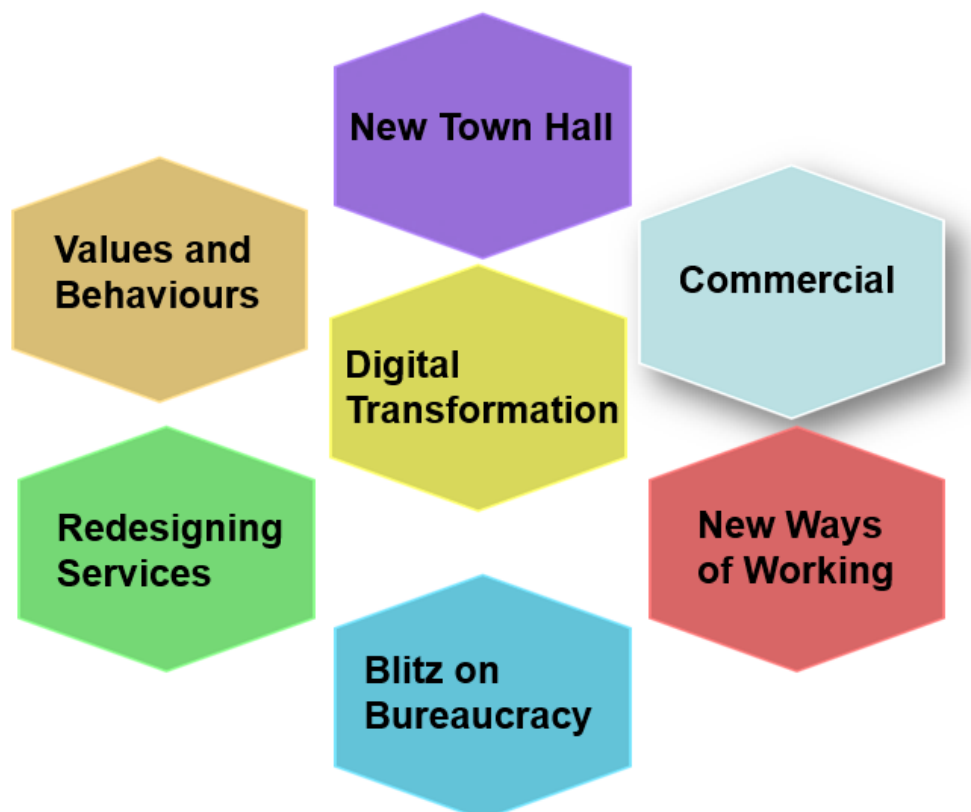 New Town Hall
Values and
Behaviours
Commercial
Digital
Transformation
Redesigning
Services
New Ways
of Working
Blitz on
Bureaucracy